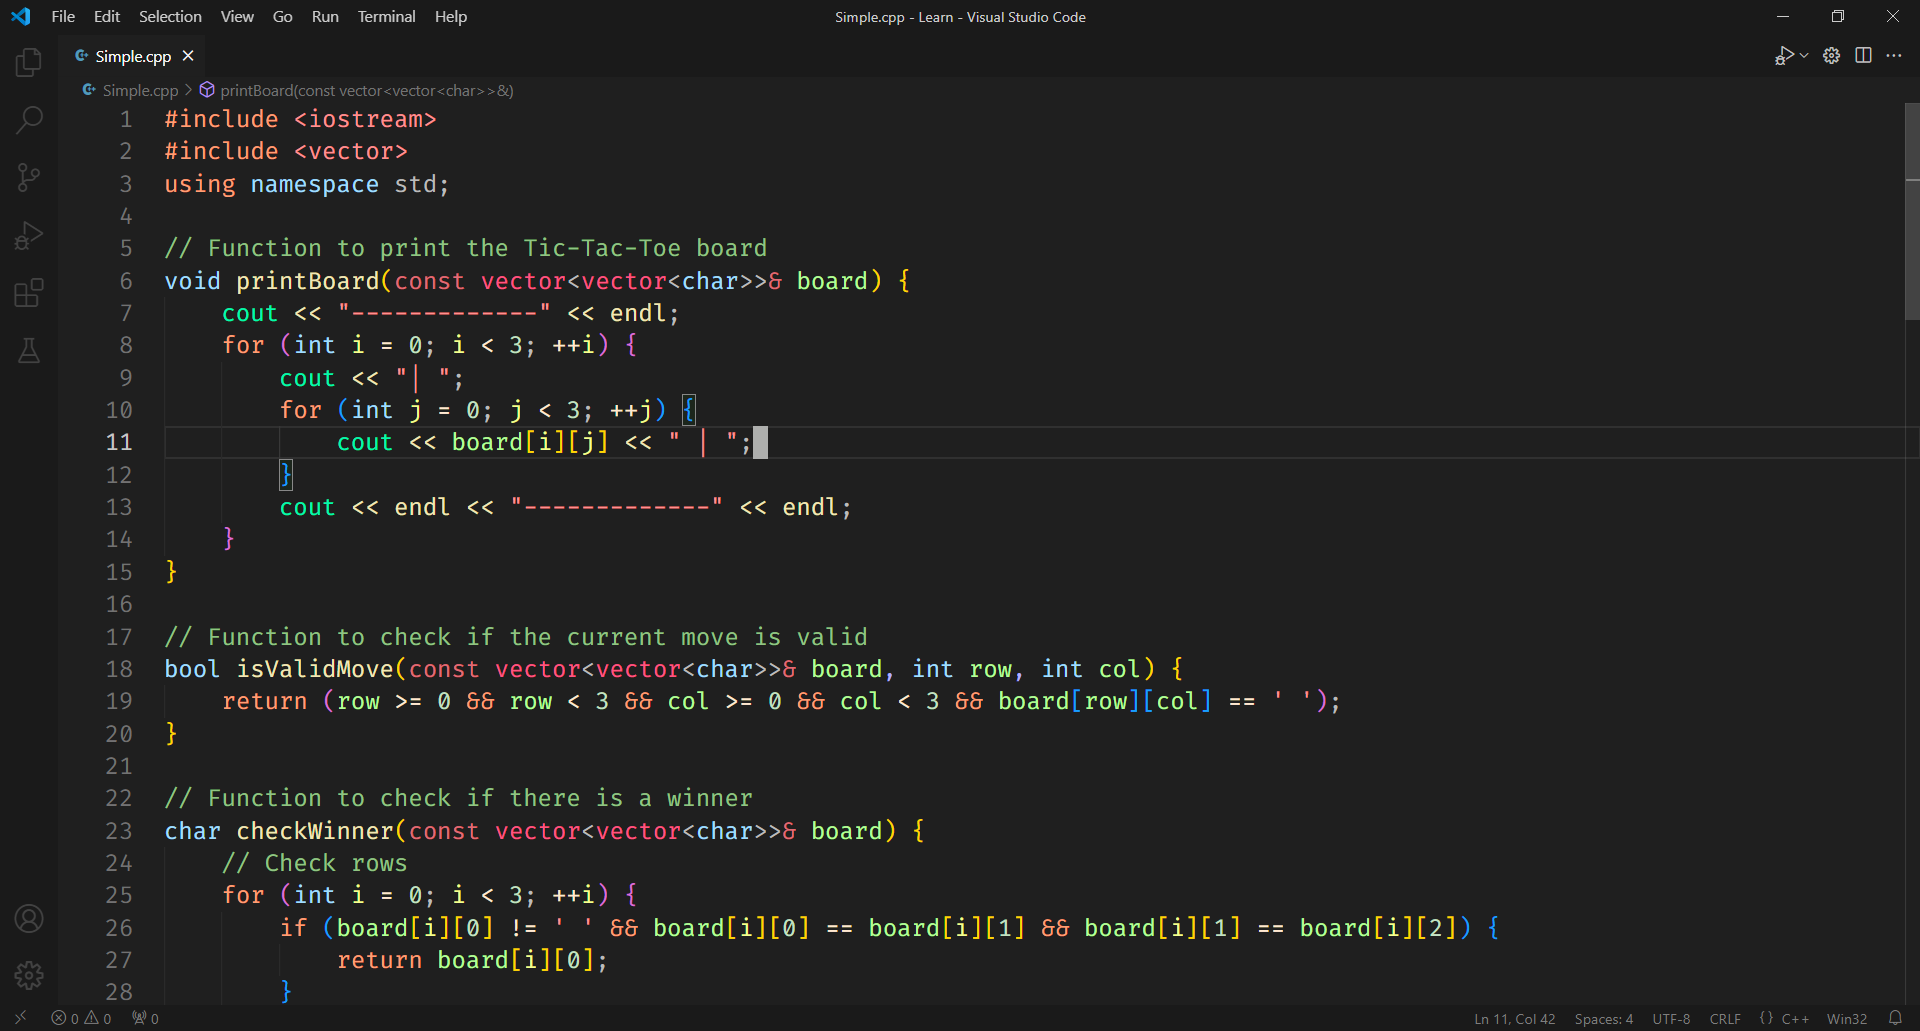 File Edit Selection View Go Run Terminal Help
Simple.cpp - Learn - Visual Studio Code
Simple.cpp
Simple.cpp > printBoard(const vector<vector<char>>&)
1 #include <iostream>
2 #include <vector>
3 using namespace std;
4
5 // Function to print the Tic-Tac-Toe board
6 void printBoard(const vector<vector<char>>& board) {
7     cout << "-------------" << endl;
8     for (int i = 0; i < 3; ++i) {
9         cout << "| ";
10         for (int j = 0; j < 3; ++j) {
11             cout << board[i][j] << " | ";
12         }
13         cout << endl << "-------------" << endl;
14     }
15 }
16
17 // Function to check if the current move is valid
18 bool isValidMove(const vector<vector<char>>& board, int row, int col) {
19     return (row >= 0 && row < 3 && col >= 0 && col < 3 && board[row][col] == ' ');
20 }
21
22 // Function to check if there is a winner
23 char checkWinner(const vector<vector<char>>& board) {
24     // Check rows
25     for (int i = 0; i < 3; ++i) {
26         if (board[i][0] != ' ' && board[i][0] == board[i][1] && board[i][1] == board[i][2]) {
27             return board[i][0];
28         }
0 0 0
Ln 11, Col 42 Spaces: 4 UTF-8 CRLF {} C++ Win32